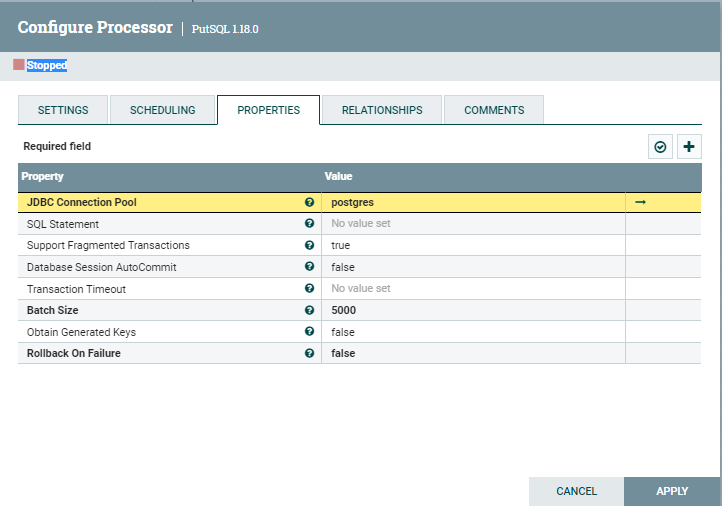 Configure Processor | PutSQL 1.18.0
Stopped
SETTINGS SCHEDULING PROPERTIES RELATIONSHIPS COMMENTS
Required field
Property Value
JDBC Connection Pool postgres
SQL Statement No value set
Support Fragmented Transactions true
Database Session AutoCommit false
Transaction Timeout No value set
Batch Size 5000
Obtain Generated Keys false
Rollback On Failure false
CANCEL APPLY